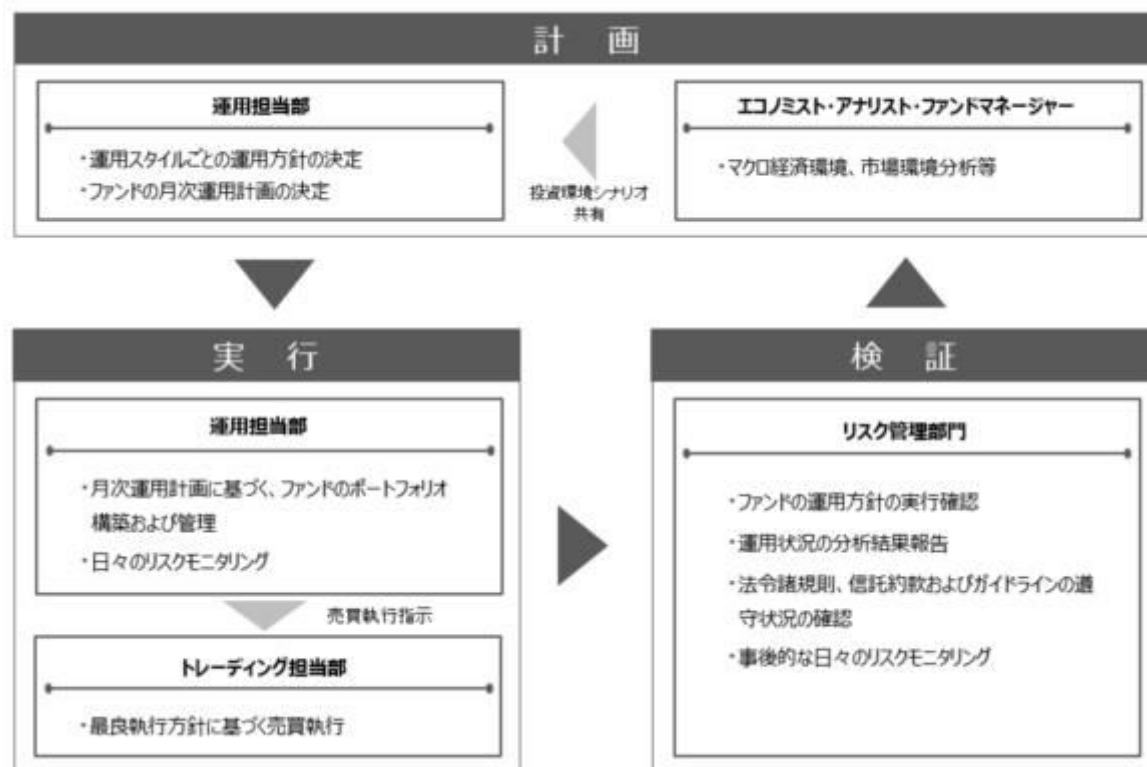 計 画
運用担当部
・運用スタイルごとの運用方針の決定
・ファンドの月次運用計画の決定
投資環境シナリオ
共有
エコノミスト・アナリスト・ファンドマネージャー
・マクロ経済環境、市場環境分析等
実 行
運用担当部
・月次運用計画に基づく、ファンドのポートフォリオ
構築および管理
・日々のリスクモニタリング
売買執行指示
トレーディング担当部
・最良執行方針に基づく売買執行
検 証
リスク管理部門
・ファンドの運用方針の実行確認
・運用状況の分析結果報告
・法令諸規則、信託約款およびガイドラインの遵
守状況の確認
・事後的な日々のリスクモニタリング